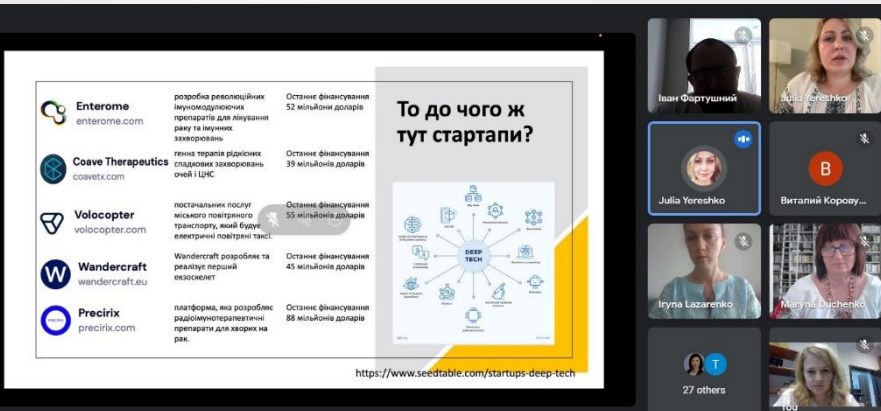 Enterome
enterome.com
розробка революційних
імуномодулюючих
препаратів для лікування
раку та імунних
захворювань
Останнє фінансування
52 мільйони доларів
Coave Therapeutics
coavetx.com
генна терапія рідкісних
спадкових захворювань
очей і ЦНС
Останнє фінансування
39 мільйонів доларів
Volocopter
volocopter.com
постачальник послуг
міського повітряного
транспорту, який будує
електричні повітряні таксі.
Останнє фінансування
55 мільйонів доларів
Wandercraft
wandercraft.eu
Wandercraft розробляє та
реалізує перший
екзоскелет
Останнє фінансування
45 мільйонів доларів
Precirix
precirix.com
платформа, яка розробляє
радіоімунотерапевтичні
препарати для хворих на
рак.
Останнє фінансування
88 мільйонів доларів
То до чого ж
тут стартапи?
DEEP
TECH
https://www.seedtable.com/startups-deep-tech
Іван Фартушний
Julia Yereshko
Julia Yereshko
В
Виталий Корову...
Iryna Lazarenko
Maryna Duchenko
T
27 others
You